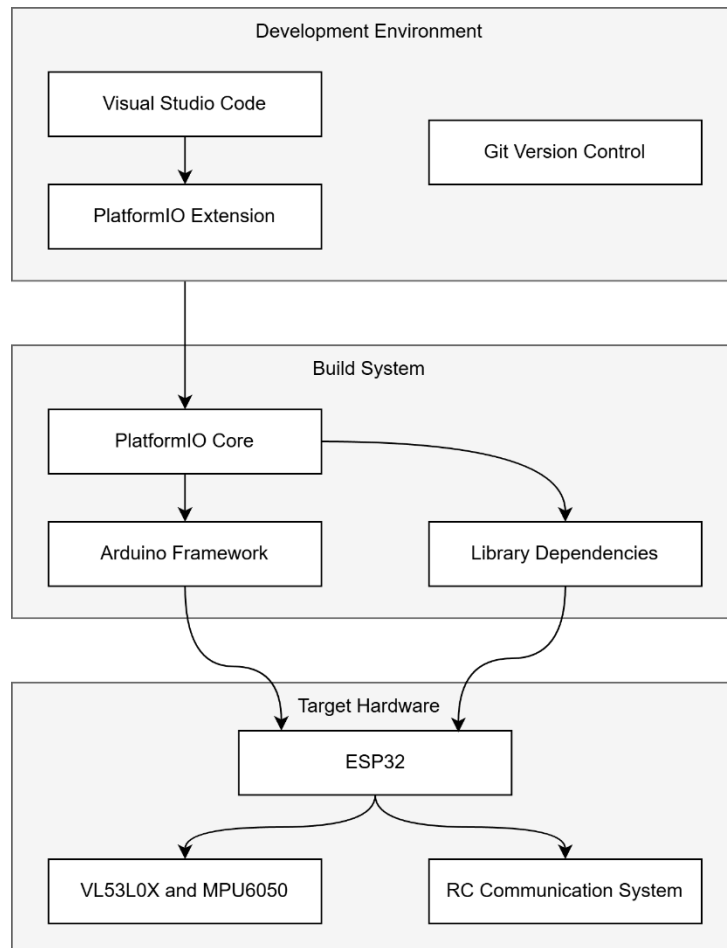 Development Environment
Visual Studio Code
Git Version Control
PlatformIO Extension
Build System
PlatformIO Core
Arduino Framework
Library Dependencies
Target Hardware
ESP32
VL53L0X and MPU6050
RC Communication System